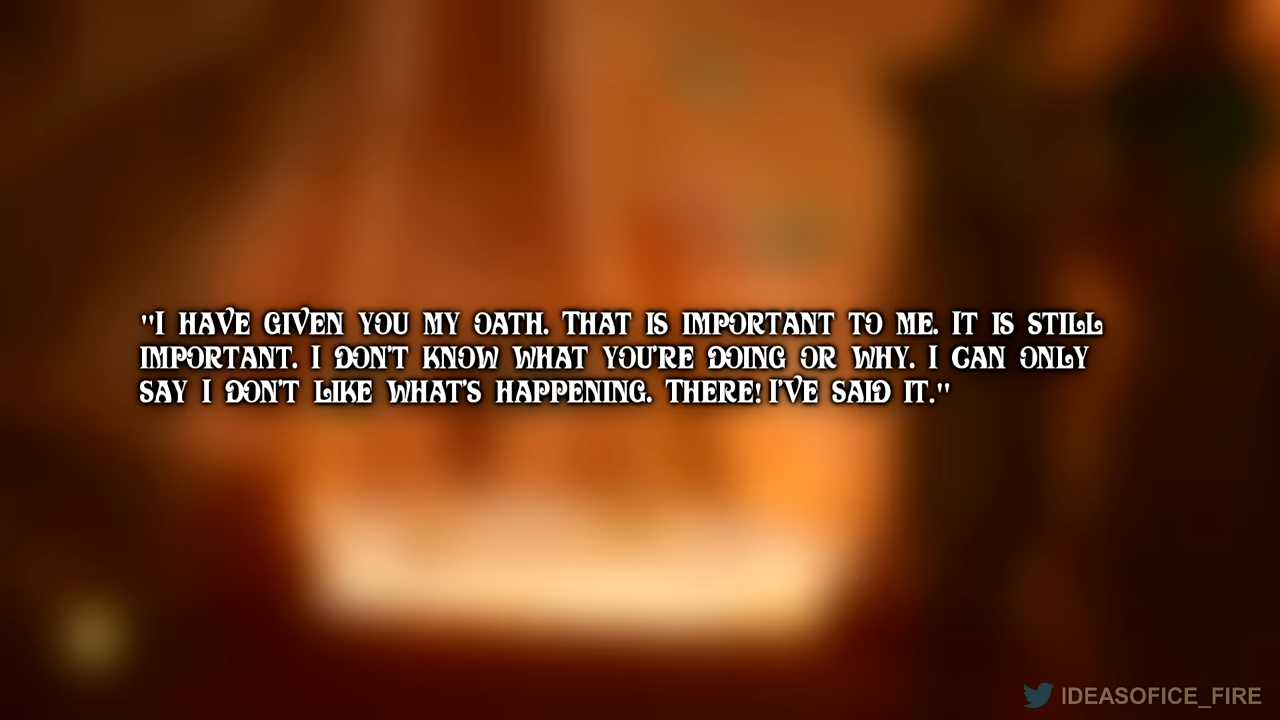 "I HAVE GIVEN YOU MY OATH. THAT IS IMPORTANT TO ME. IT IS STILL
IMPORTANT. I DON'T KNOW WHAT YOU'RE DOING OR WHY. I CAN ONLY
SAY I DON'T LIKE WHAT'S HAPPENING. THERE! I'VE SAID IT."
IDEASOFICE_FIRE